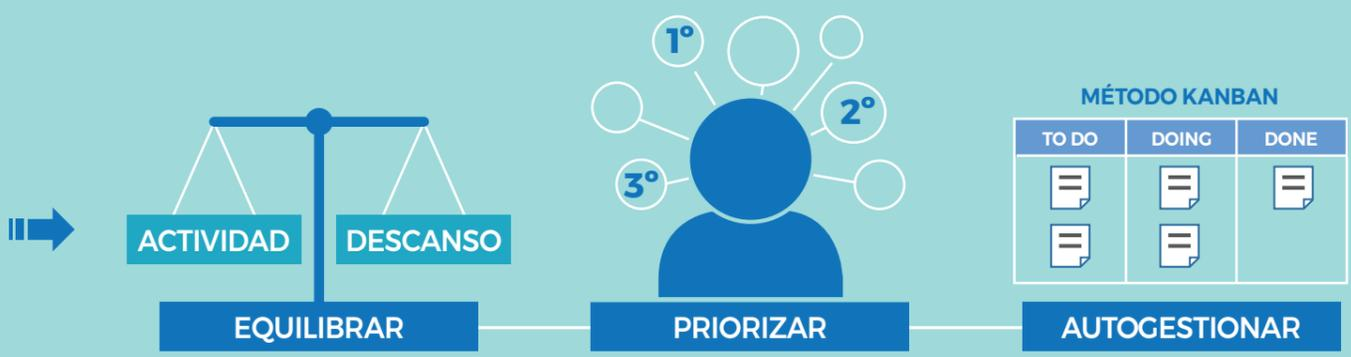 ACTIVIDAD
DESCANSO
EQUILIBRAR
1º
2º
3º
PRIORIZAR
MÉTODO KANBAN
TO DO DOING DONE
AUTOGESTIONAR